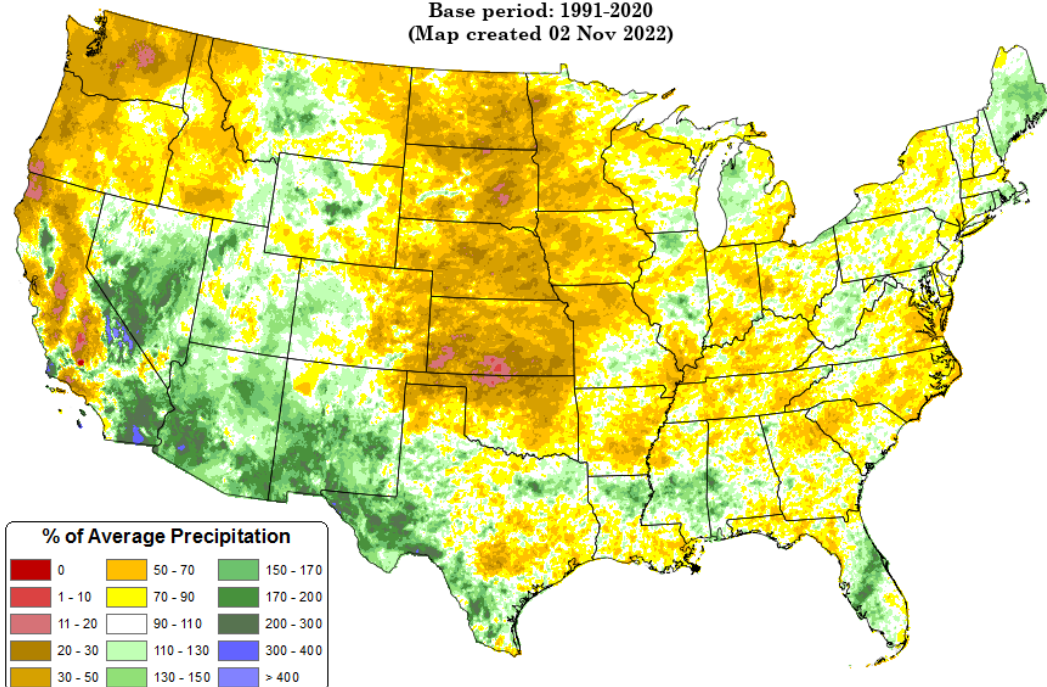 Base period: 1991-2020
(Map created 02 Nov 2022)
% of Average Precipitation
0
50 - 70
150 - 170
1 - 10
70 - 90
170 - 200
11 - 20
90 - 110
200 - 300
20 - 30
110 - 130
300 - 400
30 - 50
130 - 150
> 400